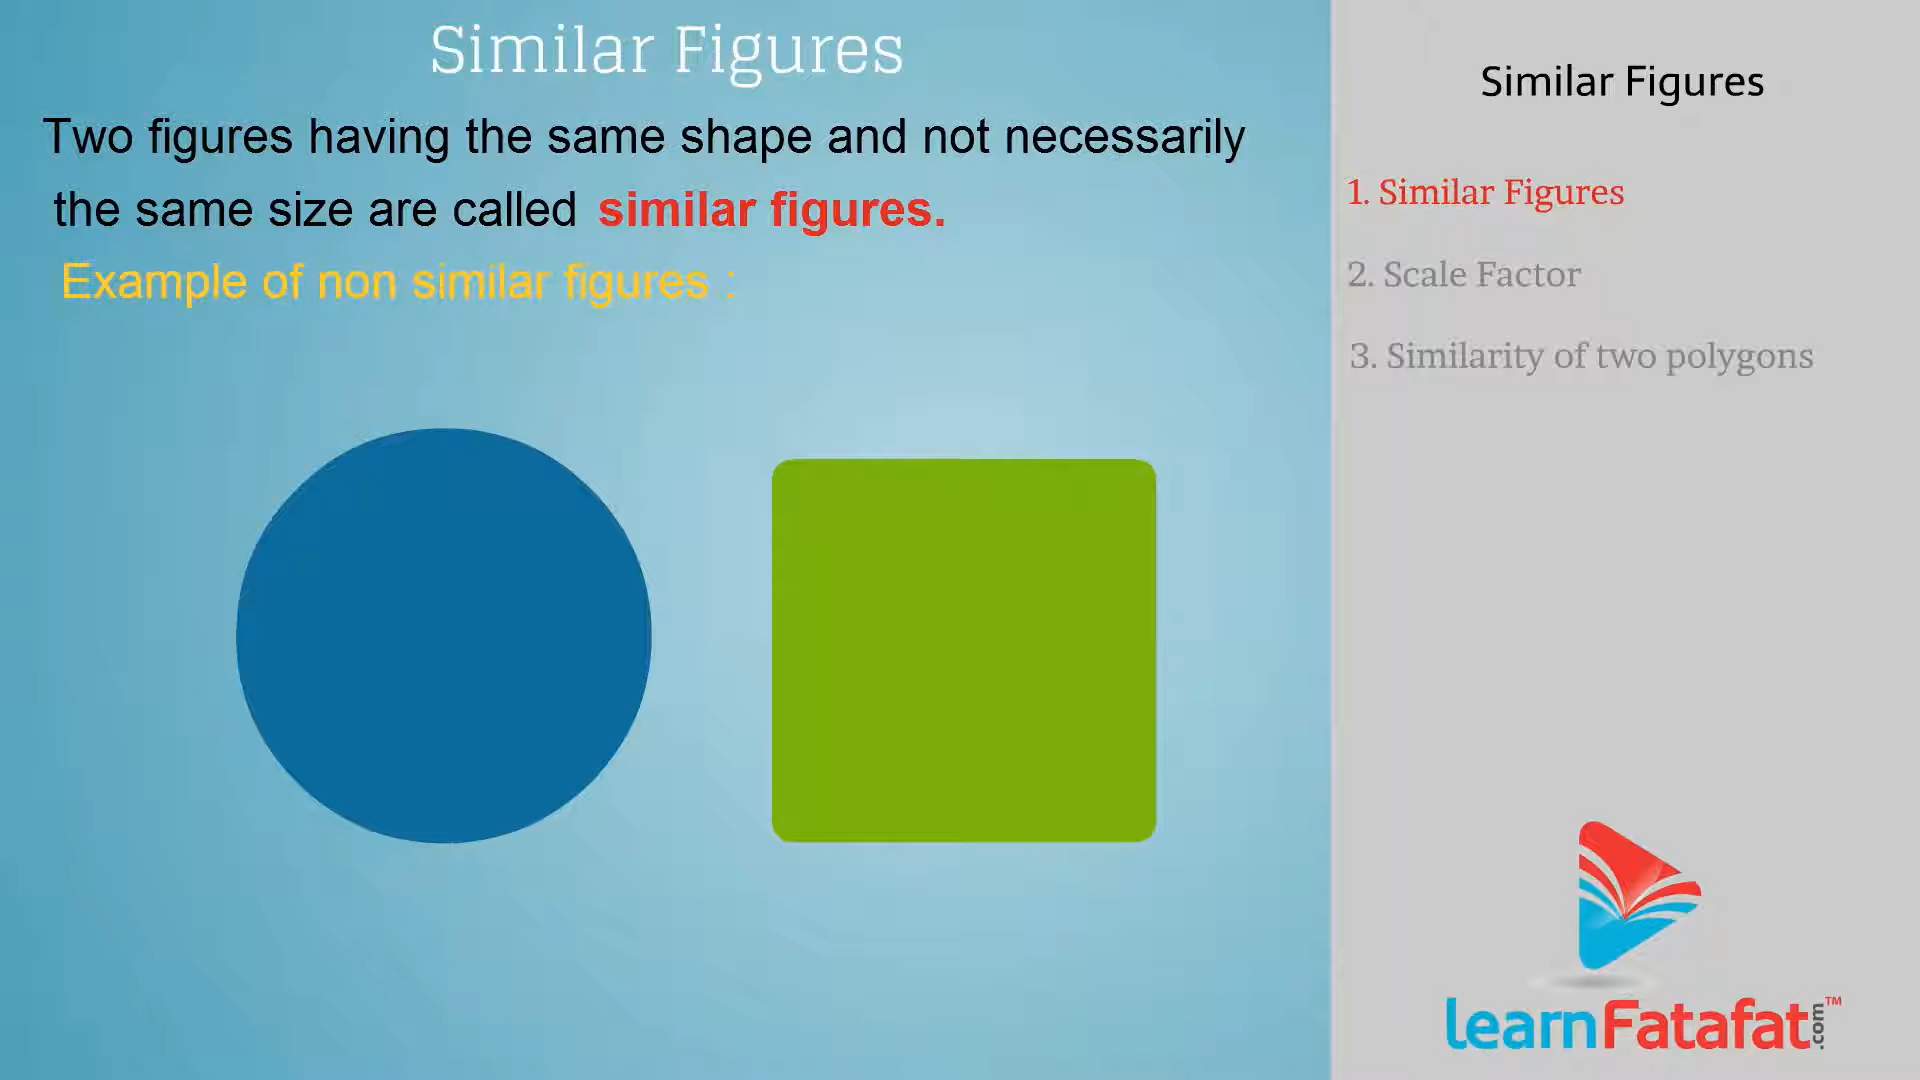 Similar Figures
Two figures having the same shape and not necessarily
the same size are called similar figures.
Example of non similar figures :
Similar Figures
1. Similar Figures
2. Scale Factor
3. Similarity of two polygons
learnFatafat.com™